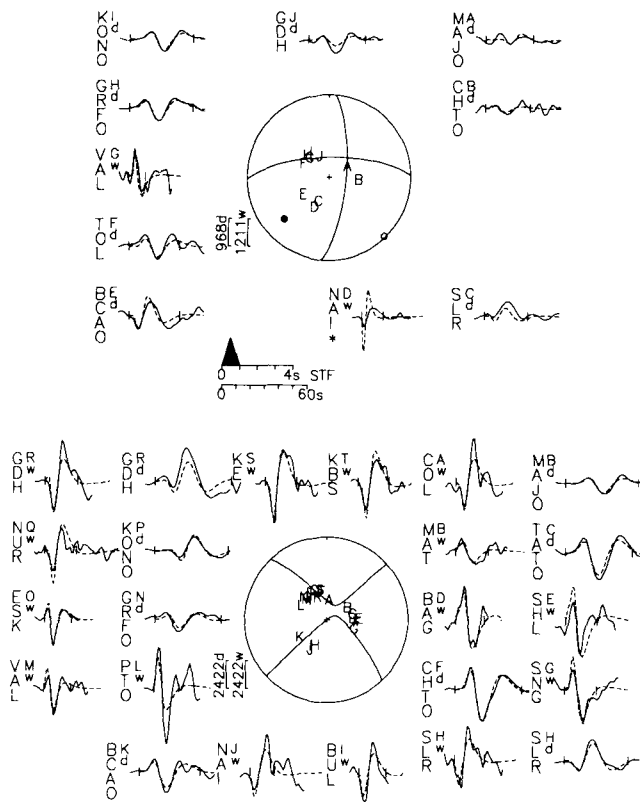 KONO I d
GDH J d
MAJO A d
GRFO H d
CHTO B d
VAL G w
TOL F d
968d
1211w
BCAO E d
NAI D w
*
SLR C d
H J
A
B
E
D C
0 4s STF
0 60s
GDH R w
GDH R d
KEV S w
KBS T w
COL A w
MAJO B d
NUR Q w
KONO P d
MAT B w
TATO C d
ESK O w
GRFO N d
BAG D w
SHL E w
VAL M w
PTO L w
2422d
2422w
CHTO F d
SNG G w
BCAO K d
NAI J w
BUL I w
SLR H w
SLR H d
K
H